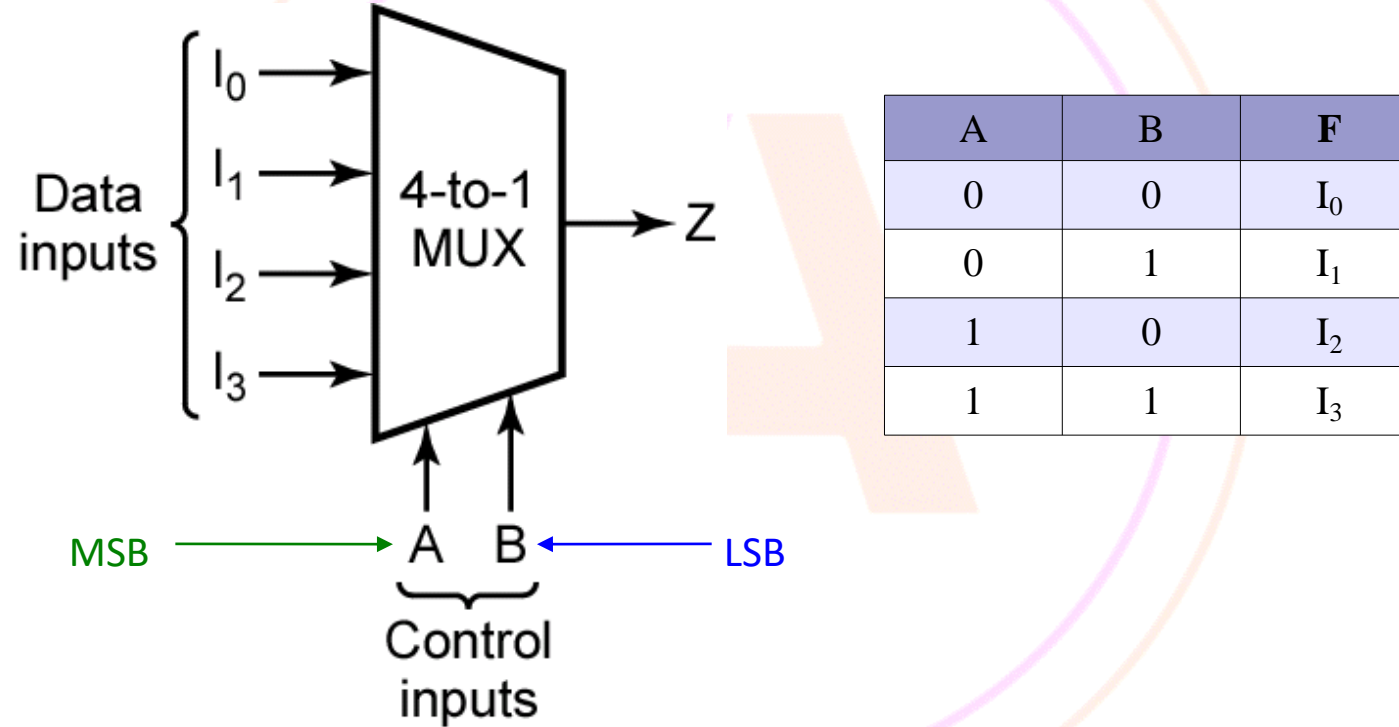 Data
inputs
I0
I1
I2
I3
4-to-1
MUX
Z
MSB
A B
LSB
Control
inputs
A B F
0 0 I0
0 1 I1
1 0 I2
1 1 I3